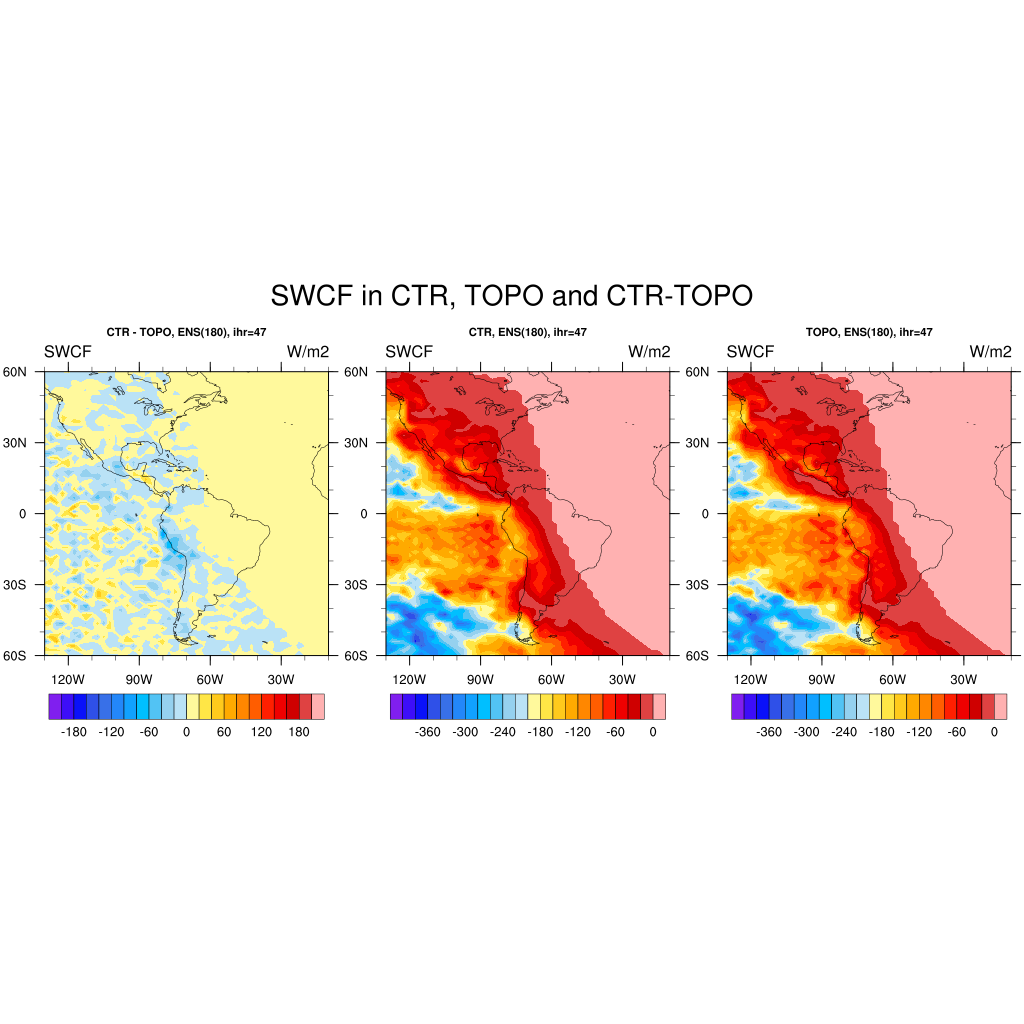 SWCF in CTR, TOPO and CTR-TOPO
CTR - TOPO, ENS(180), ihr=47
SWCF W/m2
60N
30N
0
30S
60S
120W 90W 60W 30W
-180 -120 -60 0 60 120 180
CTR, ENS(180), ihr=47
SWCF W/m2
60N
30N
0
30S
60S
120W 90W 60W 30W
-360 -300 -240 -180 -120 -60 0
TOPO, ENS(180), ihr=47
SWCF W/m2
60N
30N
0
30S
60S
120W 90W 60W 30W
-360 -300 -240 -180 -120 -60 0